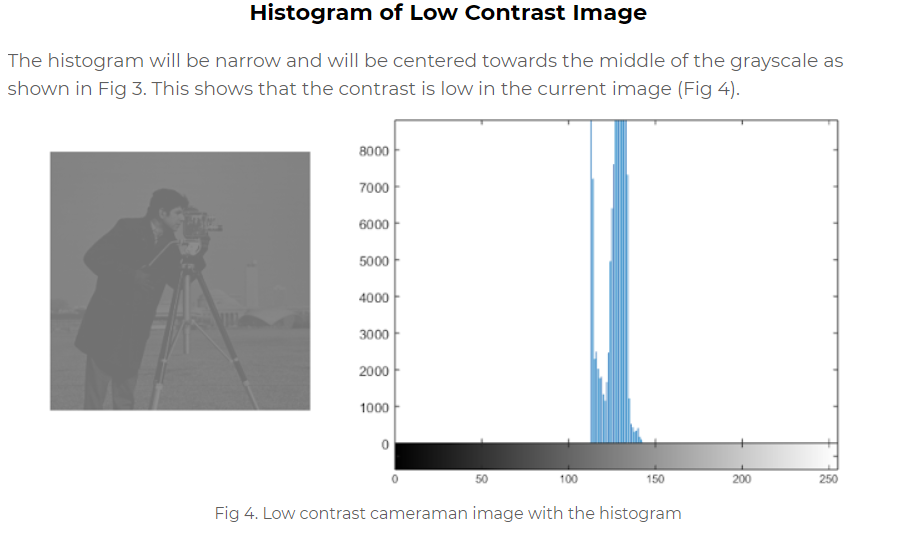 Histogram of Low Contrast Image
The histogram will be narrow and will be centered towards the middle of the grayscale as
shown in Fig 3. This shows that the contrast is low in the current image (Fig 4).
8000
7000
6000
5000
4000
3000
2000
1000
0
0 50 100 150 200 250
Fig 4. Low contrast cameraman image with the histogram